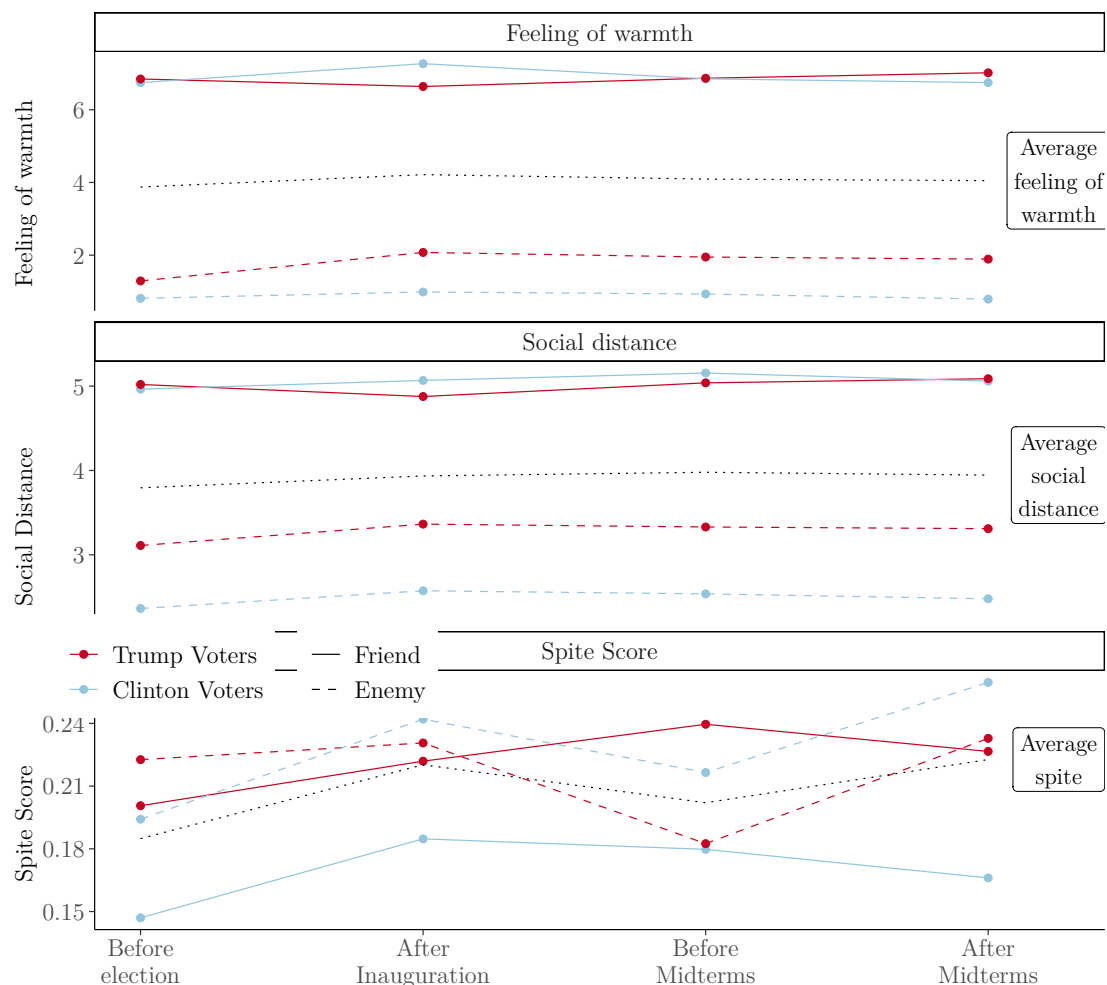 Feeling of warmth
Feeling of warmth
6
4
2
Average
feeling of
warmth
Social distance
Social Distance
5
4
3
Average
social
distance
Spite Score
Trump Voters
Clinton Voters
Friend
Enemy
Spite Score
0.24
0.21
0.18
0.15
Average
spite
Before
election
After
Inauguration
Before
Midterms
After
Midterms